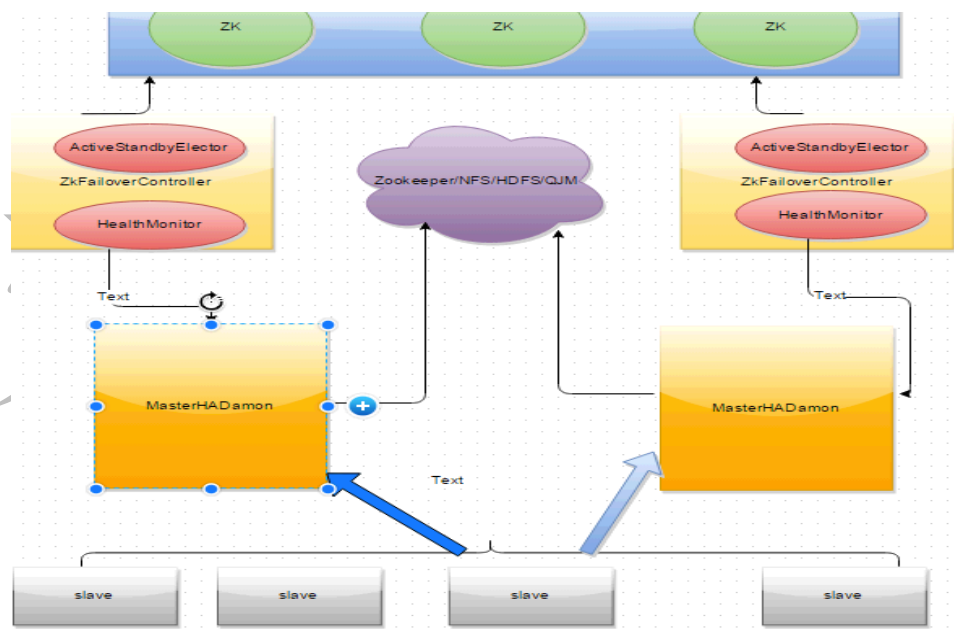 ZK
ZK
ZK
ActiveStandbyElector
ZkFailoverController
HealthMonitor
Zookeeper/NFS/HDFS/QJM
ActiveStandbyElector
ZkFailoverController
HealthMonitor
Text
Text
MasterHADamon
MasterHADamon
Text
slave
slave
slave
slave